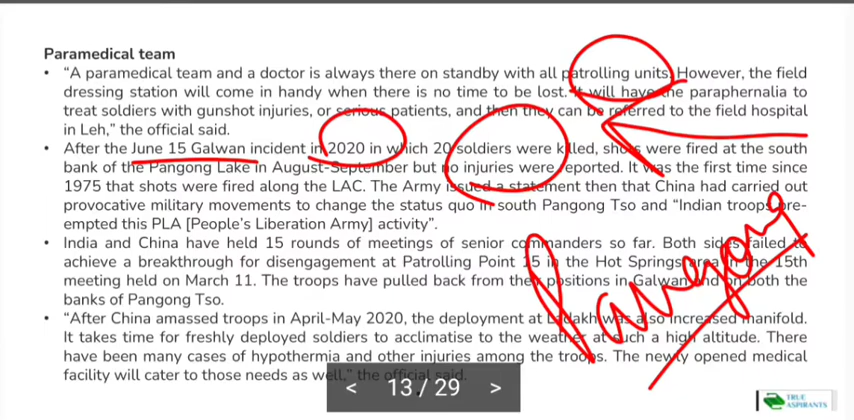 Paramedical team
• “A paramedical team and a doctor is always there on standby with all patrolling units. However, the field
dressing station will come in handy when there is no time to be lost. It will have the paraphernalia to
treat soldiers with gunshot injuries, or serious patients, and then they can be referred to the field hospital
in Leh,” the official said.
• After the June 15 Galwan incident in 2020 in which 20 soldiers were killed, shots were fired at the south
bank of the Pangong Lake in August-September but no injuries were reported. It was the first time since
1975 that shots were fired along the LAC. The Army issued a statement then that China had carried out
provocative military movements to change the status quo in south Pangong Tso and “Indian troops pre-
empted this PLA [People’s Liberation Army] activity”.
• India and China have held 15 rounds of meetings of senior commanders so far. Both sides failed to
achieve a breakthrough for disengagement at Patrolling Point 15 in the Hot Springs area in the 15th
meeting held on March 11. The troops have pulled back from their positions in Galwan and on both the
banks of Pangong Tso.
• “After China amassed troops in April-May 2020, the deployment at Ladakh was also increased manifold.
It takes time for freshly deployed soldiers to acclimatise to the weather at such a high altitude. There
have been many cases of hypothermia and other injuries among the troops. The newly opened medical
facility will cater to those needs as well,” the official said.
Pangong
< 13 / 29 >
TRUE
ASPIRANTS